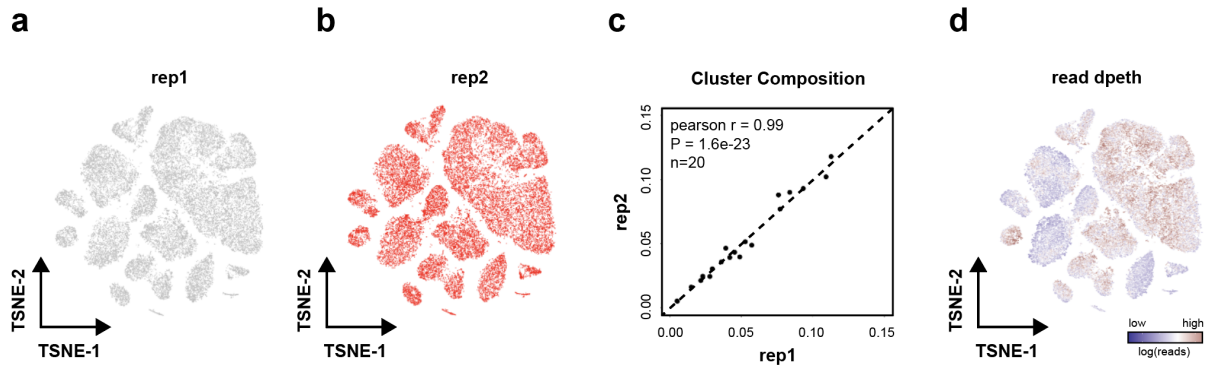 a
rep1
TSNE-2
TSNE-1
b
rep2
TSNE-2
TSNE-1
c
Cluster Composition
pearson r = 0.99
P = 1.6e-23
n=20
rep2
0.15
0.10
0.05
0.00
0.00 0.05 0.10 0.15
rep1
d
read dpeth
TSNE-2
TSNE-1
low high
log(reads)